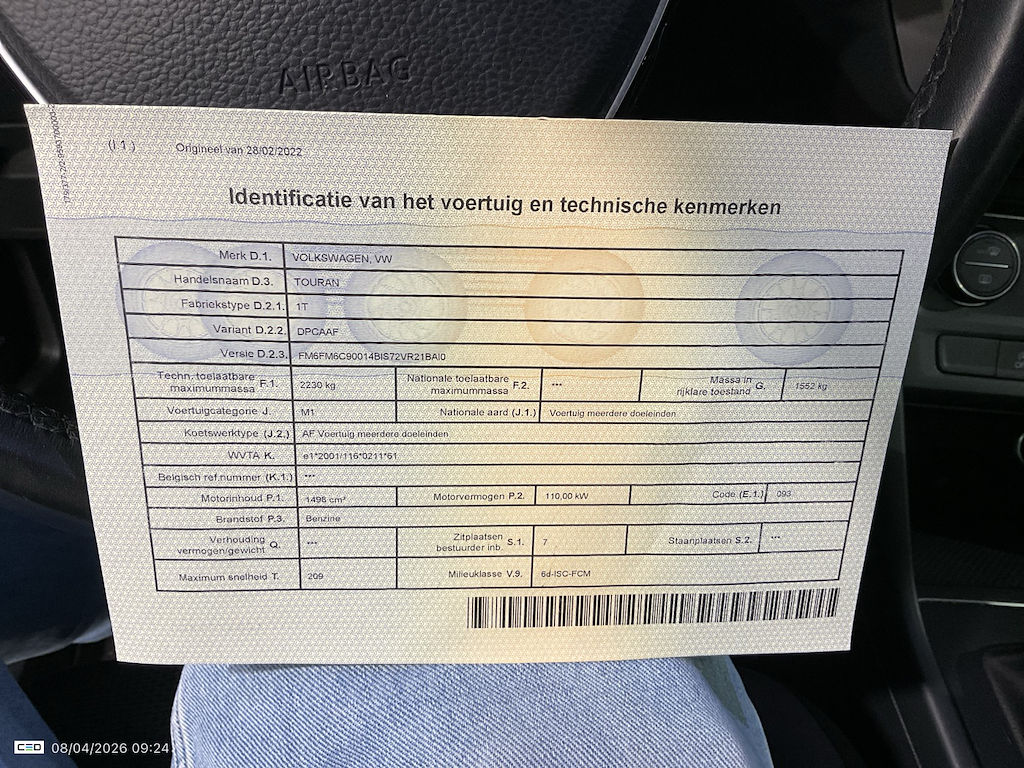 AIRBAG
(I 1 )
Origineel van 28/02/2022
Identificatie van het voertuig en technische kenmerken
Merk D.1. VOLKSWAGEN, VW
Handelsnaam D.3. TOURAN
Fabriekstype D.2.1. 1T
Variant D.2.2. DPCAAF
Versie D.2.3. FM6FM6C90014BIS72VR21BAI0
Techn. toelaatbare maximummassa F.1. 2230 kg Nationale toelaatbare maximummassa F.2. --- Massa in rijklare toestand G. 1552 kg
Voertuigcategorie J. M1 Nationale aard (J.1.) Voertuig meerdere doeleinden
Koetswerktype (J.2.) AF Voertuig meerdere doeleinden
WVTA K. e1*2001/116*0211*61
Belgisch ref.nummer (K.1.) ---
Motorinhoud P.1. 1498 cm³ Motorvermogen P.2. 110,00 kW Code (E.1.) 093
Brandstof P.3. Benzine
Verhouding vermogen/gewicht Q. --- Zitplaatsen bestuurder inb. S.1. 7 Staanplaatsen S.2. ---
Maximum snelheid T. 209 Milieuklasse V.9. 6d-ISC-FCM
CEO 08/04/2026 09:24